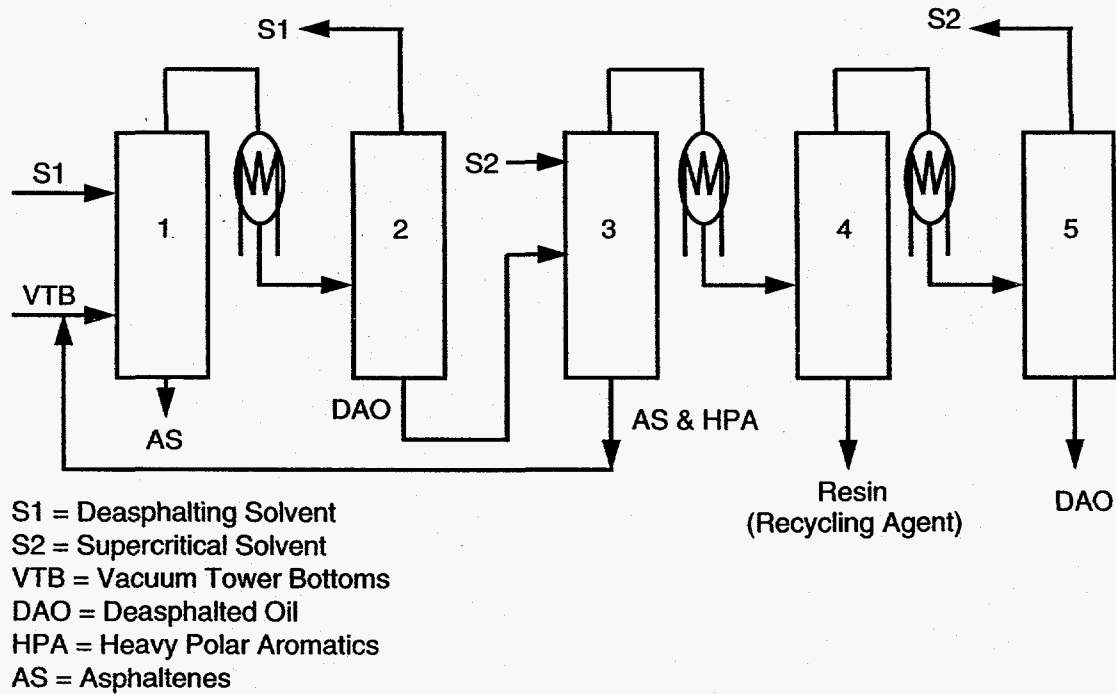 S1
S2
S1
S2
1
2
3
4
5
VTB
DAO
AS & HPA
AS
Resin
(Recycling Agent)
DAO
S1 = Deasphalting Solvent
S2 = Supercritical Solvent
VTB = Vacuum Tower Bottoms
DAO = Deasphalted Oil
HPA = Heavy Polar Aromatics
AS = Asphaltenes